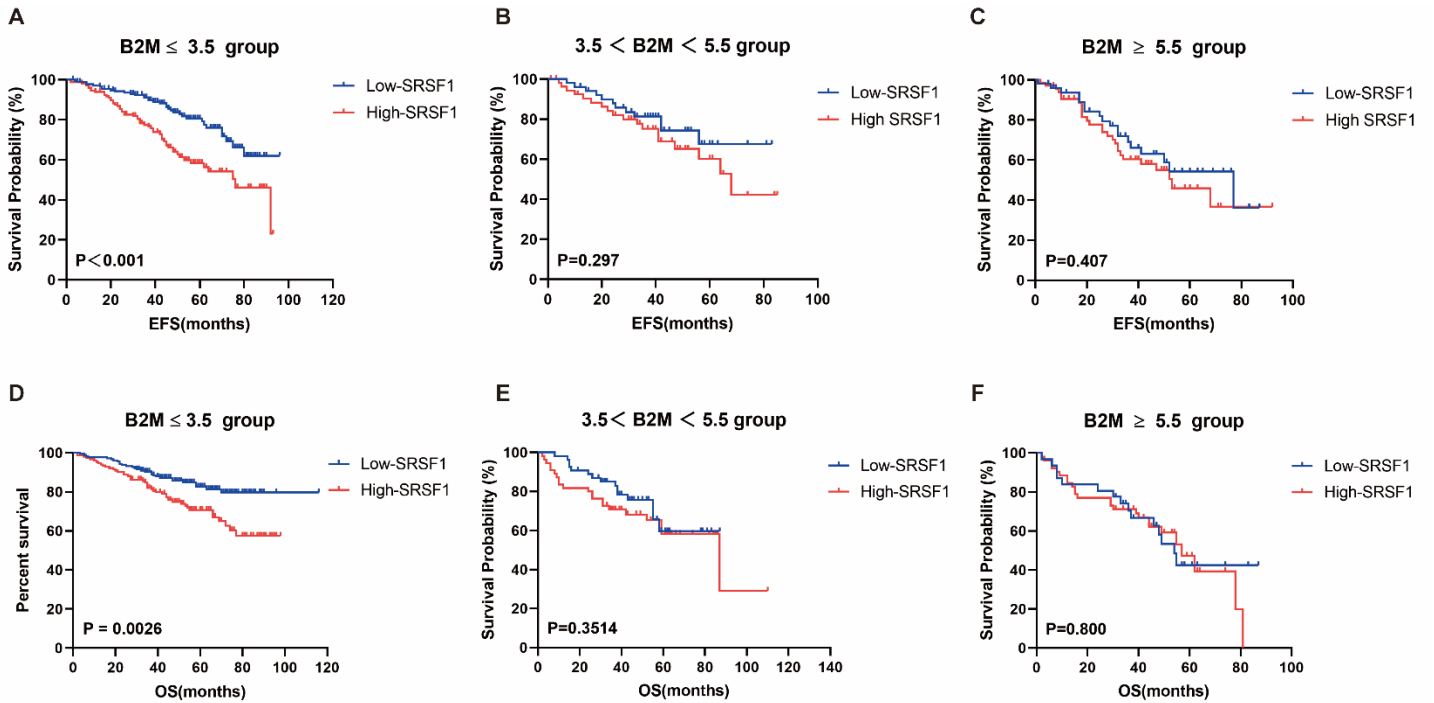 A
B2M ≤ 3.5 group
Survival Probability (%)
100
80
60
40
20
0
0 20 40 60 80 100 120
EFS(months)
P＜0.001
Low-SRSF1
High-SRSF1
B
3.5 ＜ B2M ＜ 5.5 group
Survival Probability (%)
100
80
60
40
20
0
0 20 40 60 80 100
EFS(months)
P=0.297
Low-SRSF1
High SRSF1
C
B2M ≥ 5.5 group
Survival Probability (%)
100
80
60
40
20
0
0 20 40 60 80 100
EFS(months)
P=0.407
Low-SRSF1
High SRSF1
D
B2M ≤ 3.5 group
Percent survival
100
80
60
40
20
0
0 20 40 60 80 100 120
OS(months)
P = 0.0026
Low-SRSF1
High-SRSF1
E
3.5＜ B2M ＜ 5.5 group
Survival Probability (%)
100
80
60
40
20
0
0 20 40 60 80 100 120 140
OS(months)
P=0.3514
Low-SRSF1
High-SRSF1
F
B2M ≥ 5.5 group
Survival Probability (%)
100
80
60
40
20
0
0 20 40 60 80 100
OS(months)
P=0.800
Low-SRSF1
High-SRSF1